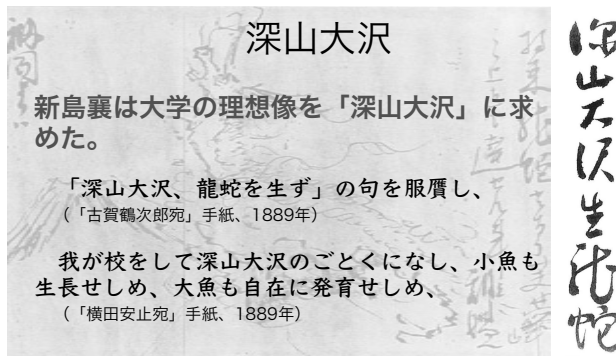 深山大沢
新島襄は大学の理想像を「深山大沢」に求
めた。
「深山大沢、龍蛇を生ず」の句を服膺し、
（「古賀鶴次郎宛」手紙、1889年）
我が校をして深山大沢のごとくになし、小魚も
生長せしめ、大魚も自在に発育せしめ、
（「横田安止宛」手紙、1889年）
深山大沢生龍蛇